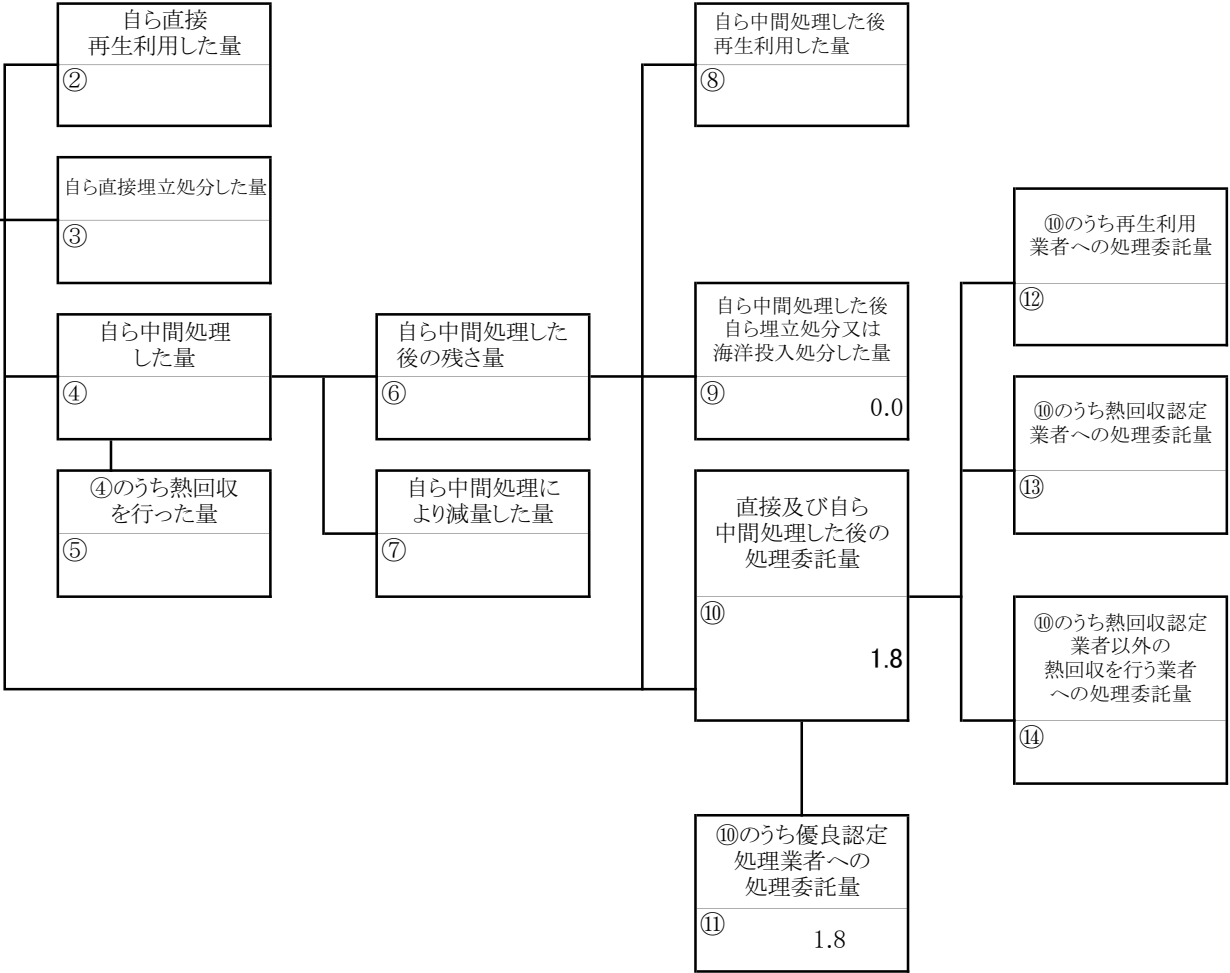 自ら直接
再生利用した量
②
自ら直接埋立処分した量
③
自ら中間処理
した量
④
④のうち熱回収
を行った量
⑤
自ら中間処理した
後の残さ量
⑥
自ら中間処理に
より減量した量
⑦
自ら中間処理した後
再生利用した量
⑧
自ら中間処理した後
自ら埋立処分又は
海洋投入処分した量
⑨
0.0
直接及び自ら
中間処理した後の
処理委託量
⑩
1.8
⑩のうち優良認定
処理業者への
処理委託量
⑪
1.8
⑩のうち再生利用
業者への処理委託量
⑫
⑩のうち熱回収認定
業者への処理委託量
⑬
⑩のうち熱回収認定
業者以外の
熱回収を行う業者
への処理委託量
⑭